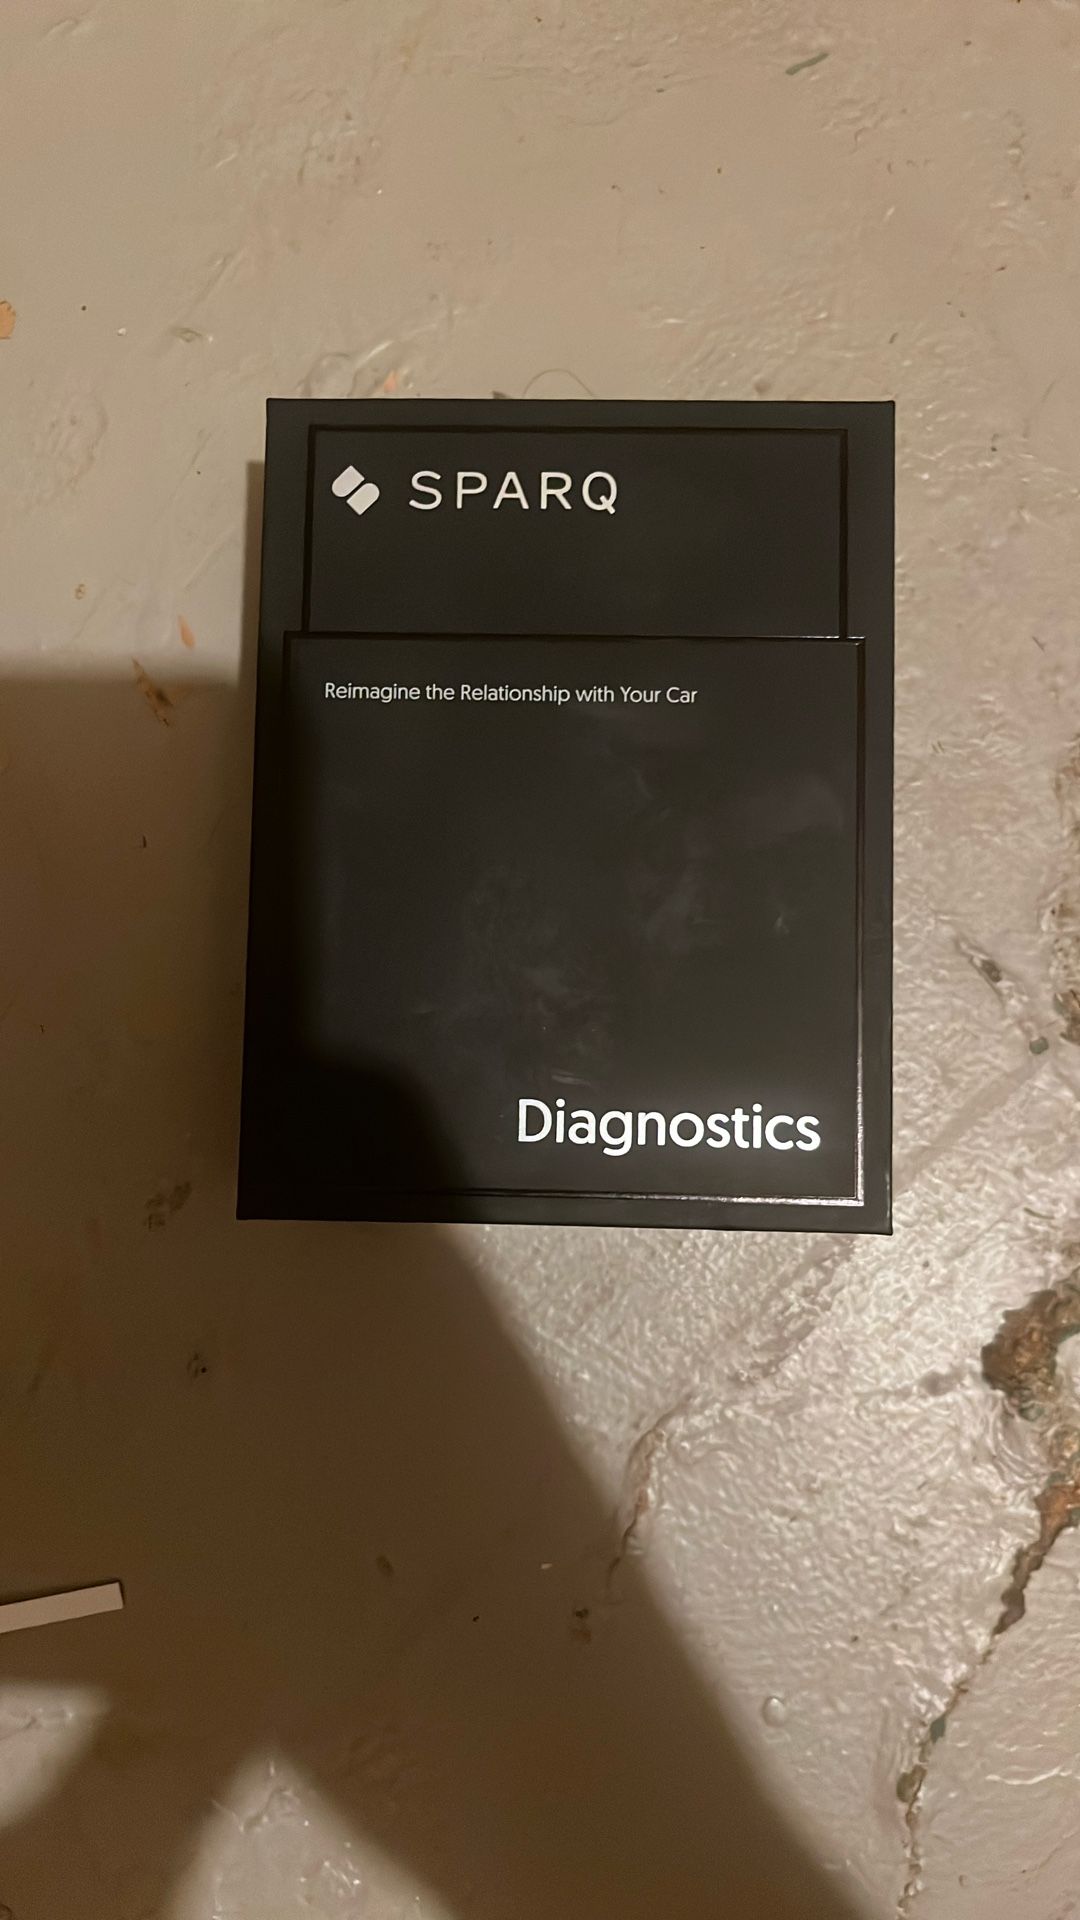 SPARQ
Reimagine the Relationship with Your Car
Diagnostics